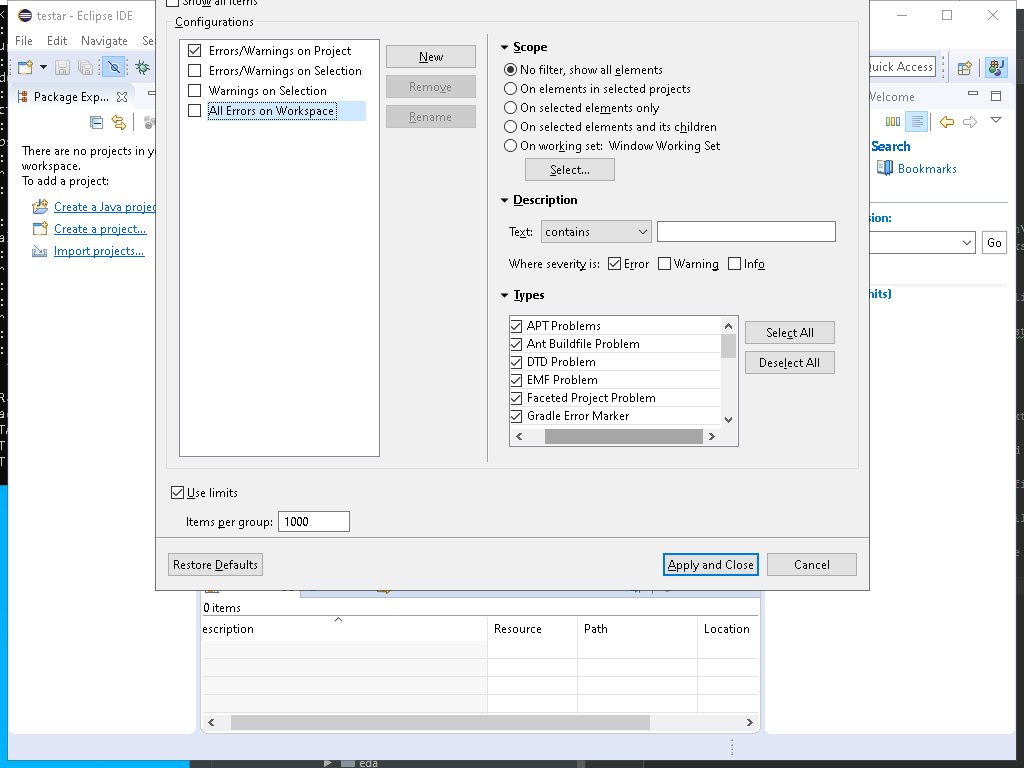 testar - Eclipse IDE
Show all items
File Edit Navigate Se
Configurations
Errors/Warnings on Project
Errors/Warnings on Selection
Warnings on Selection
All Errors on Workspace
New
Remove
Rename
Scope
No filter, show all elements
On elements in selected projects
On selected elements only
On selected elements and its children
On working set: Window Working Set
Select...
Description
Text: contains
Where severity is: Error Warning Info
Types
APT Problems
Ant Buildfile Problem
DTD Problem
EMF Problem
Faceted Project Problem
Gradle Error Marker
Select All
Deselect All
Use limits
Items per group: 1000
Restore Defaults
Apply and Close
Cancel
Package Exp...
There are no projects in y
workspace.
To add a project:
Create a Java projec
Create a project...
Import projects...
Quick Access
Welcome
Search
Bookmarks
sion:
Go
hits)
0 items
escription Resource Path Location
eda